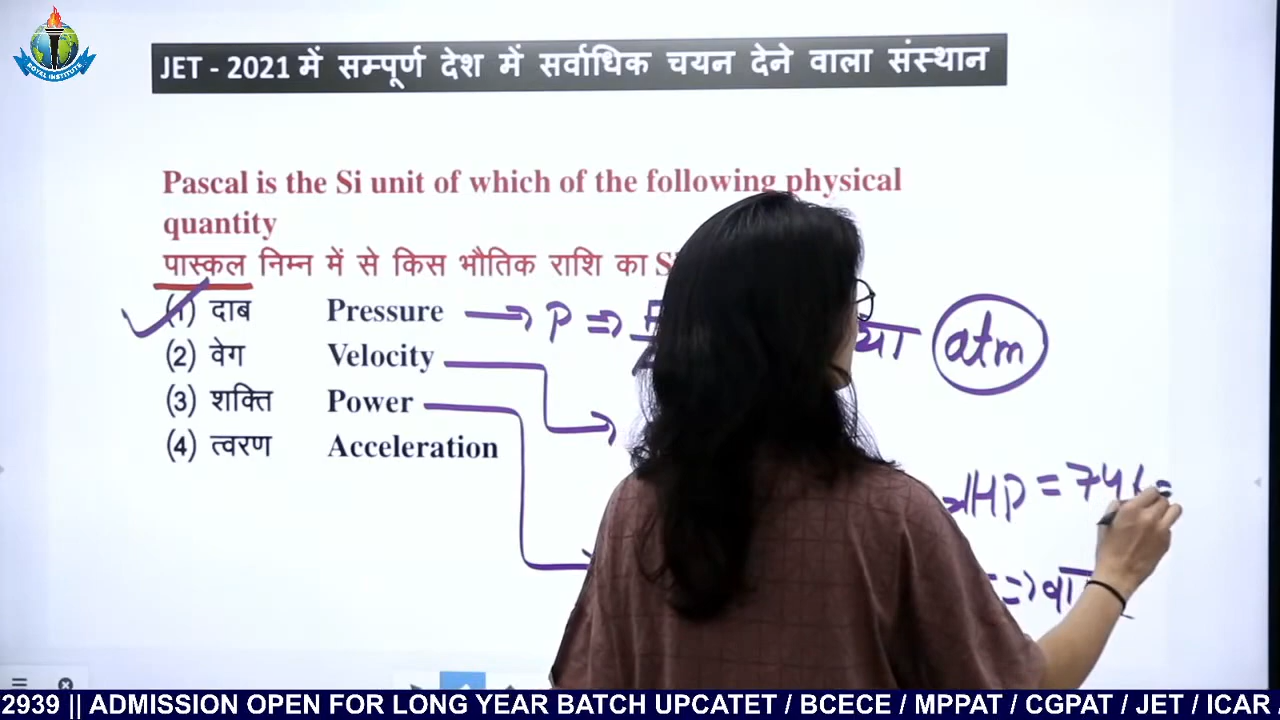 ROYAL INSTITUTE
JET - 2021 में सम्पूर्ण देश में सर्वाधिक चयन देने वाला संस्थान
Pascal is the Si unit of which of the following physical
quantity
पास्कल निम्न में से किस भौतिक राशि का
(1) दाब Pressure → P ⇒ या atm
(2) वेग Velocity
(3) शक्ति Power
(4) त्वरण Acceleration
HP = 746
2939 || ADMISSION OPEN FOR LONG YEAR BATCH UPCATET / BCECE / MPPAT / CGPAT / JET / ICAR